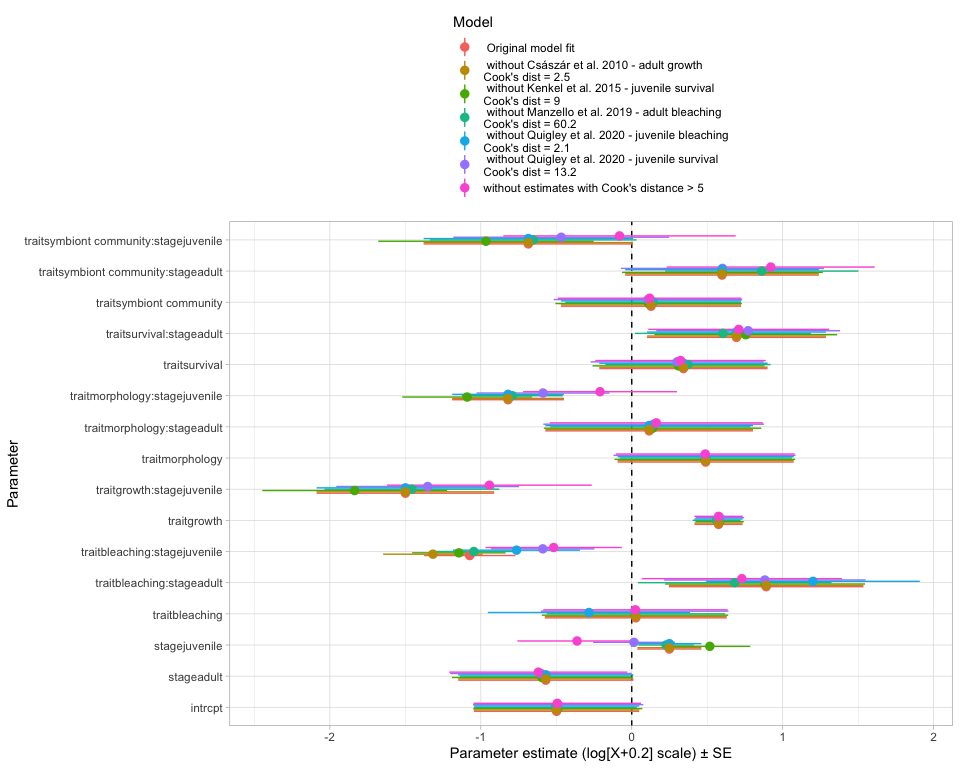 Model
Original model fit
without Császár et al. 2010 - adult growth
Cook's dist = 2.5
without Kenkel et al. 2015 - juvenile survival
Cook's dist = 9
without Manzello et al. 2019 - adult bleaching
Cook's dist = 60.2
without Quigley et al. 2020 - juvenile bleaching
Cook's dist = 2.1
without Quigley et al. 2020 - juvenile survival
Cook's dist = 13.2
without estimates with Cook's distance > 5
Parameter
traitsymbiont community:stagejuvenile
traitsymbiont community:stageadult
traitsymbiont community
traitsurvival:stageadult
traitsurvival
traitmorphology:stagejuvenile
traitmorphology:stageadult
traitmorphology
traitgrowth:stagejuvenile
traitgrowth
traitbleaching:stagejuvenile
traitbleaching:stageadult
traitbleaching
stagejuvenile
stageadult
intrcpt
-2 -1 0 1 2
Parameter estimate (log[X+0.2] scale) ± SE